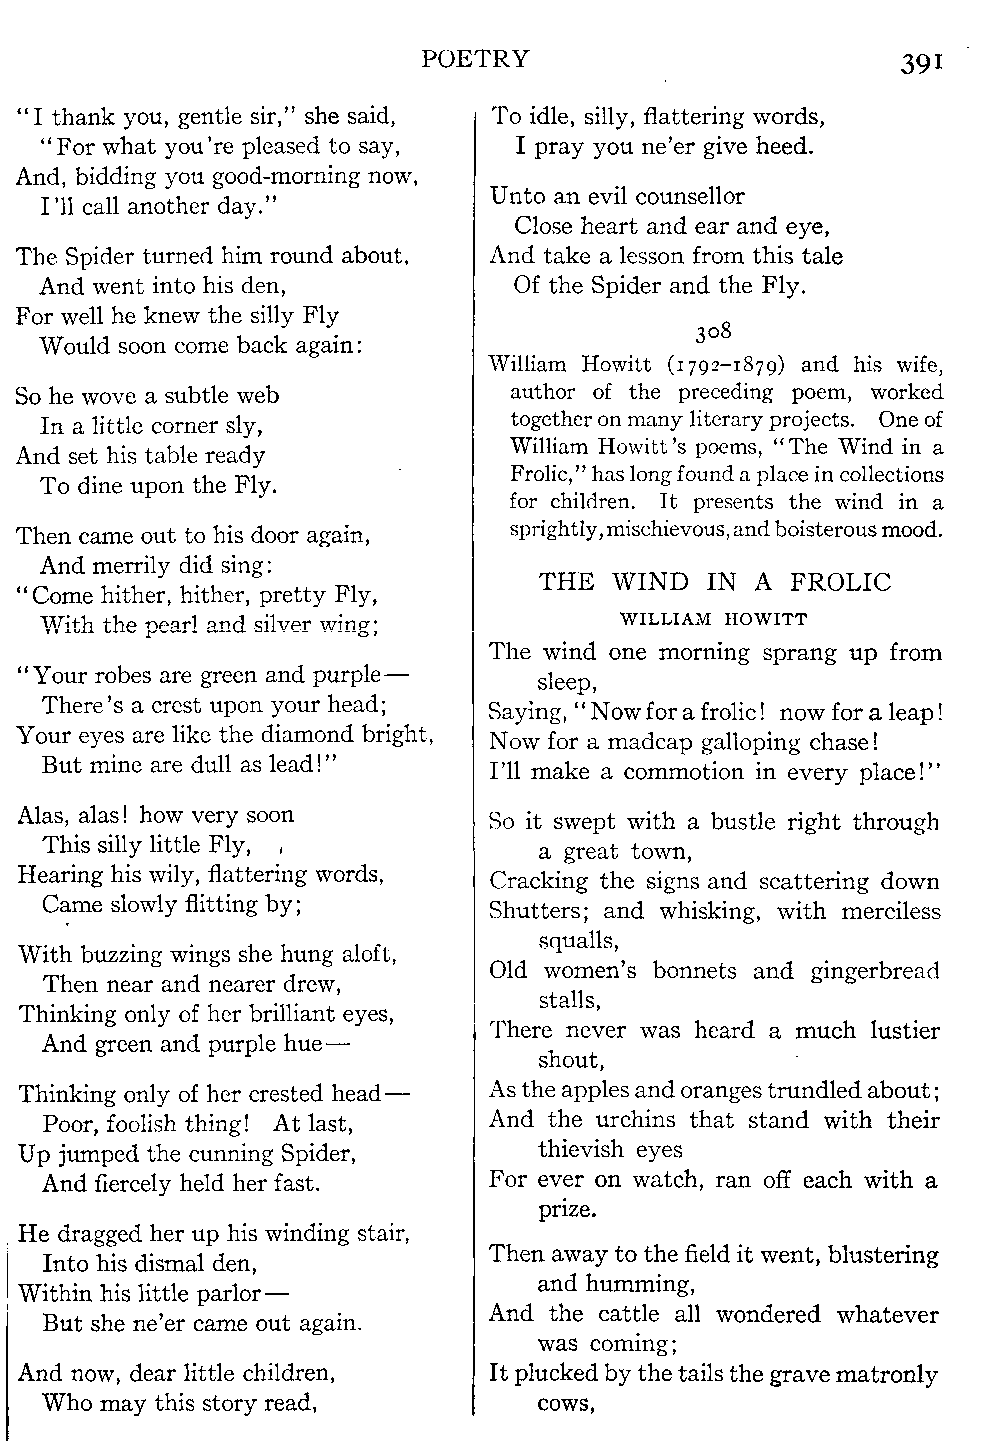 POETRY 391
"I thank you, gentle sir," she said,
"For what you're pleased to say,
And, bidding you good-morning now,
I'll call another day."
The Spider turned him round about,
And went into his den,
For well he knew the silly Fly
Would soon come back again:
So he wove a subtle web
In a little corner sly,
And set his table ready
To dine upon the Fly.
Then came out to his door again,
And merrily did sing:
"Come hither, hither, pretty Fly,
With the pearl and silver wing;
"Your robes are green and purple—
There's a crest upon your head;
Your eyes are like the diamond bright,
But mine are dull as lead!"
Alas, alas! how very soon
This silly little Fly,
Hearing his wily, flattering words,
Came slowly flitting by;
With buzzing wings she hung aloft,
Then near and nearer drew,
Thinking only of her brilliant eyes,
And green and purple hue—
Thinking only of her crested head—
Poor, foolish thing! At last,
Up jumped the cunning Spider,
And fiercely held her fast.
He dragged her up his winding stair,
Into his dismal den,
Within his little parlor—
But she ne'er came out again.
And now, dear little children,
Who may this story read,
To idle, silly, flattering words,
I pray you ne'er give heed.
Unto an evil counsellor
Close heart and ear and eye,
And take a lesson from this tale
Of the Spider and the Fly.
308
William Howitt (1792–1879) and his wife,
author of the preceding poem, worked
together on many literary projects. One of
William Howitt's poems, "The Wind in a
Frolic," has long found a place in collections
for children. It presents the wind in a
sprightly, mischievous, and boisterous mood.
THE WIND IN A FROLIC
WILLIAM HOWITT
The wind one morning sprang up from
sleep,
Saying, "Now for a frolic! now for a leap!
Now for a madcap galloping chase!
I'll make a commotion in every place!"
So it swept with a bustle right through
a great town,
Cracking the signs and scattering down
Shutters; and whisking, with merciless
squalls,
Old women's bonnets and gingerbread
stalls,
There never was heard a much lustier
shout,
As the apples and oranges trundled about;
And the urchins that stand with their
thievish eyes
For ever on watch, ran off each with a
prize.
Then away to the field it went, blustering
and humming,
And the cattle all wondered whatever
was coming;
It plucked by the tails the grave matronly
cows,